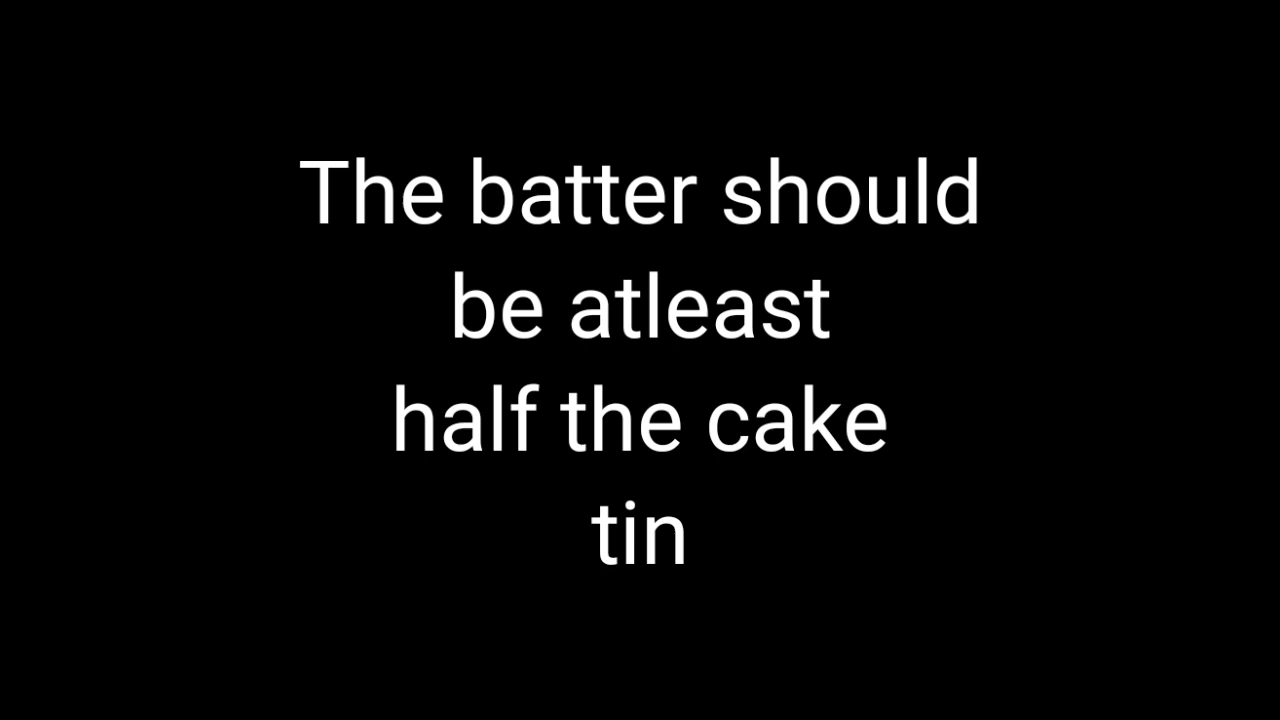 The batter should
be atleast
half the cake
tin